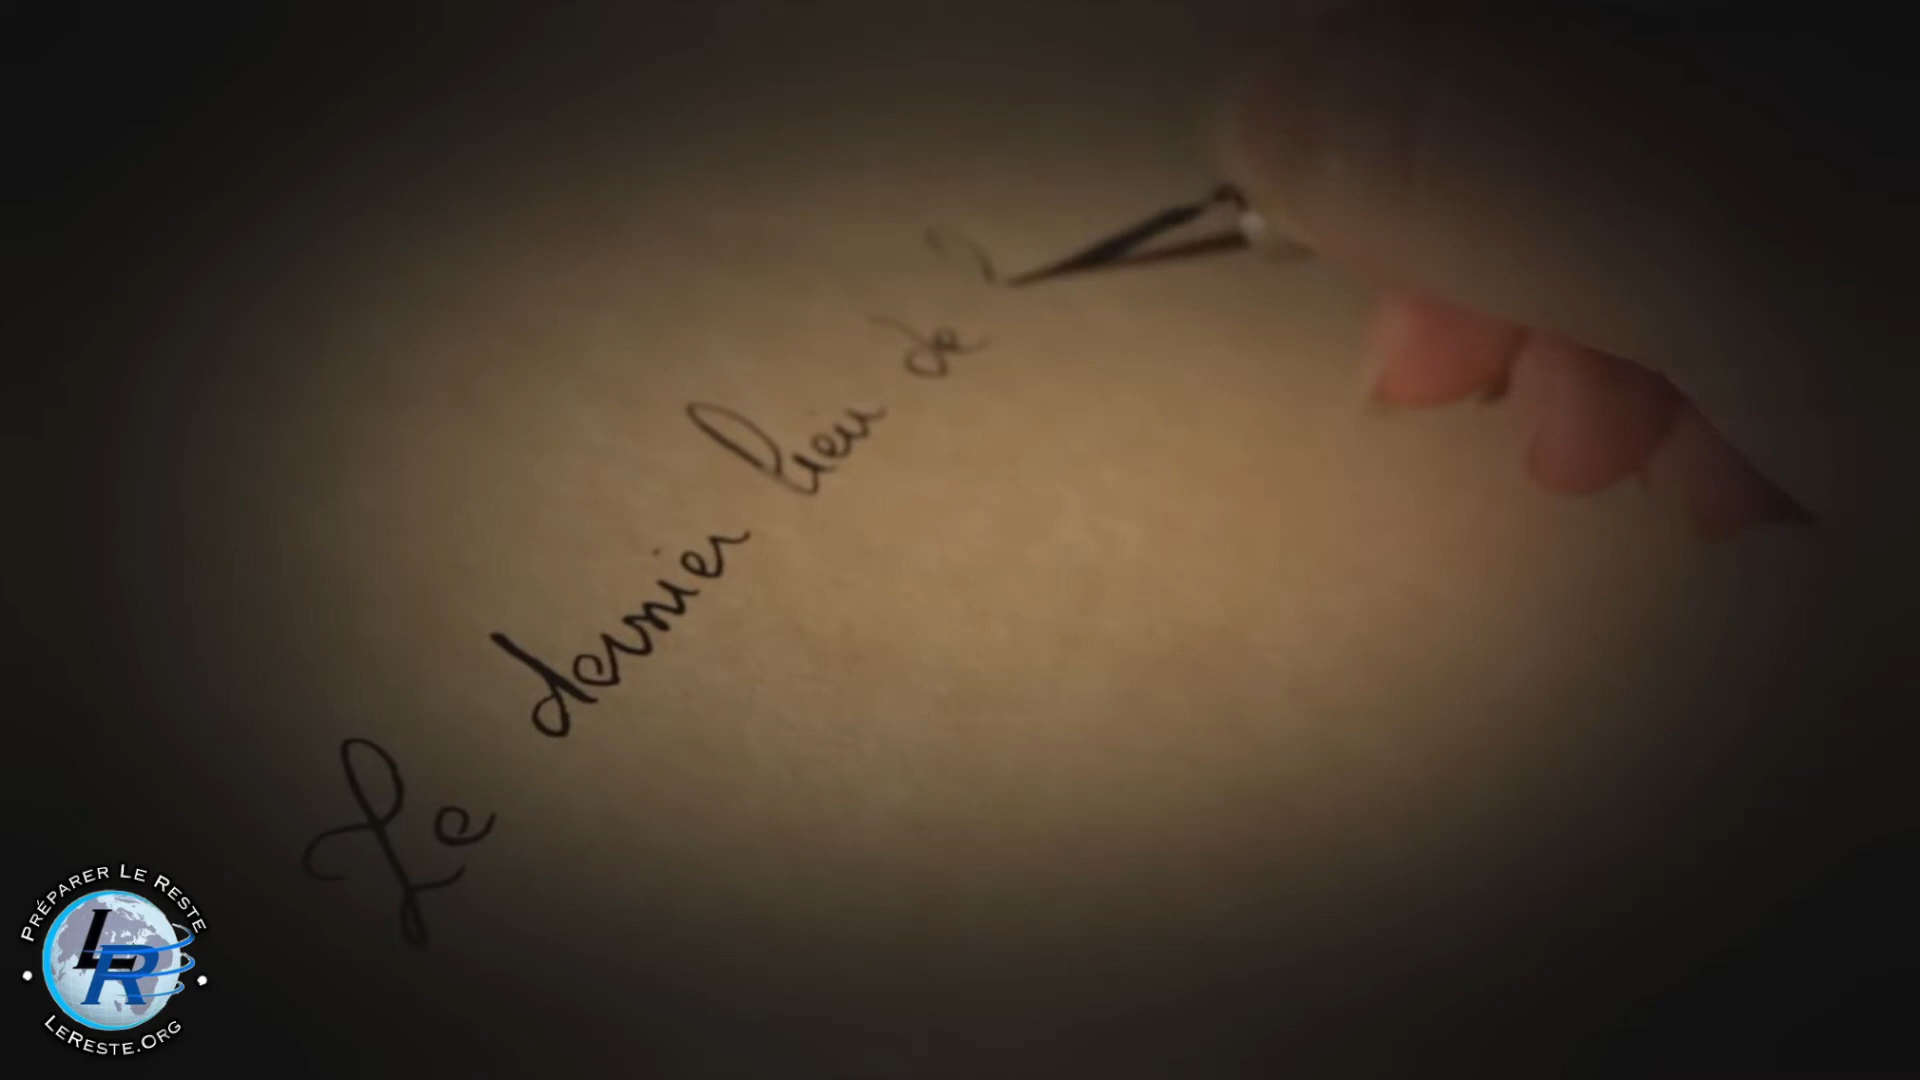 Le dernier lieu de
PRÉPARER LE RESTE
LR
LERESTE.ORG